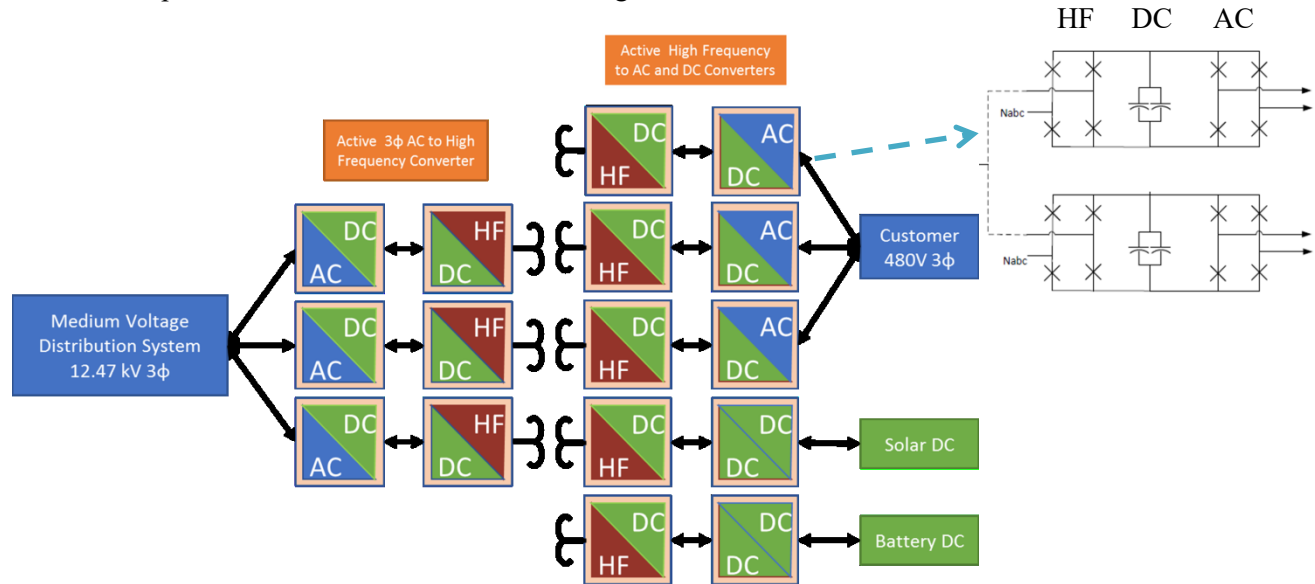 HF DC AC
Active High Frequency
to AC and DC Converters
Active 3ф AC to High
Frequency Converter
Nabc
Nabc
DC
HF
AC
DC
DC
AC
HF
DC
DC
HF
AC
DC
Customer
480V 3ф
Medium Voltage
Distribution System
12.47 kV 3ф
DC
AC
HF
DC
DC
HF
AC
DC
DC
AC
HF
DC
DC
HF
DC
DC
Solar DC
DC
HF
DC
DC
Battery DC